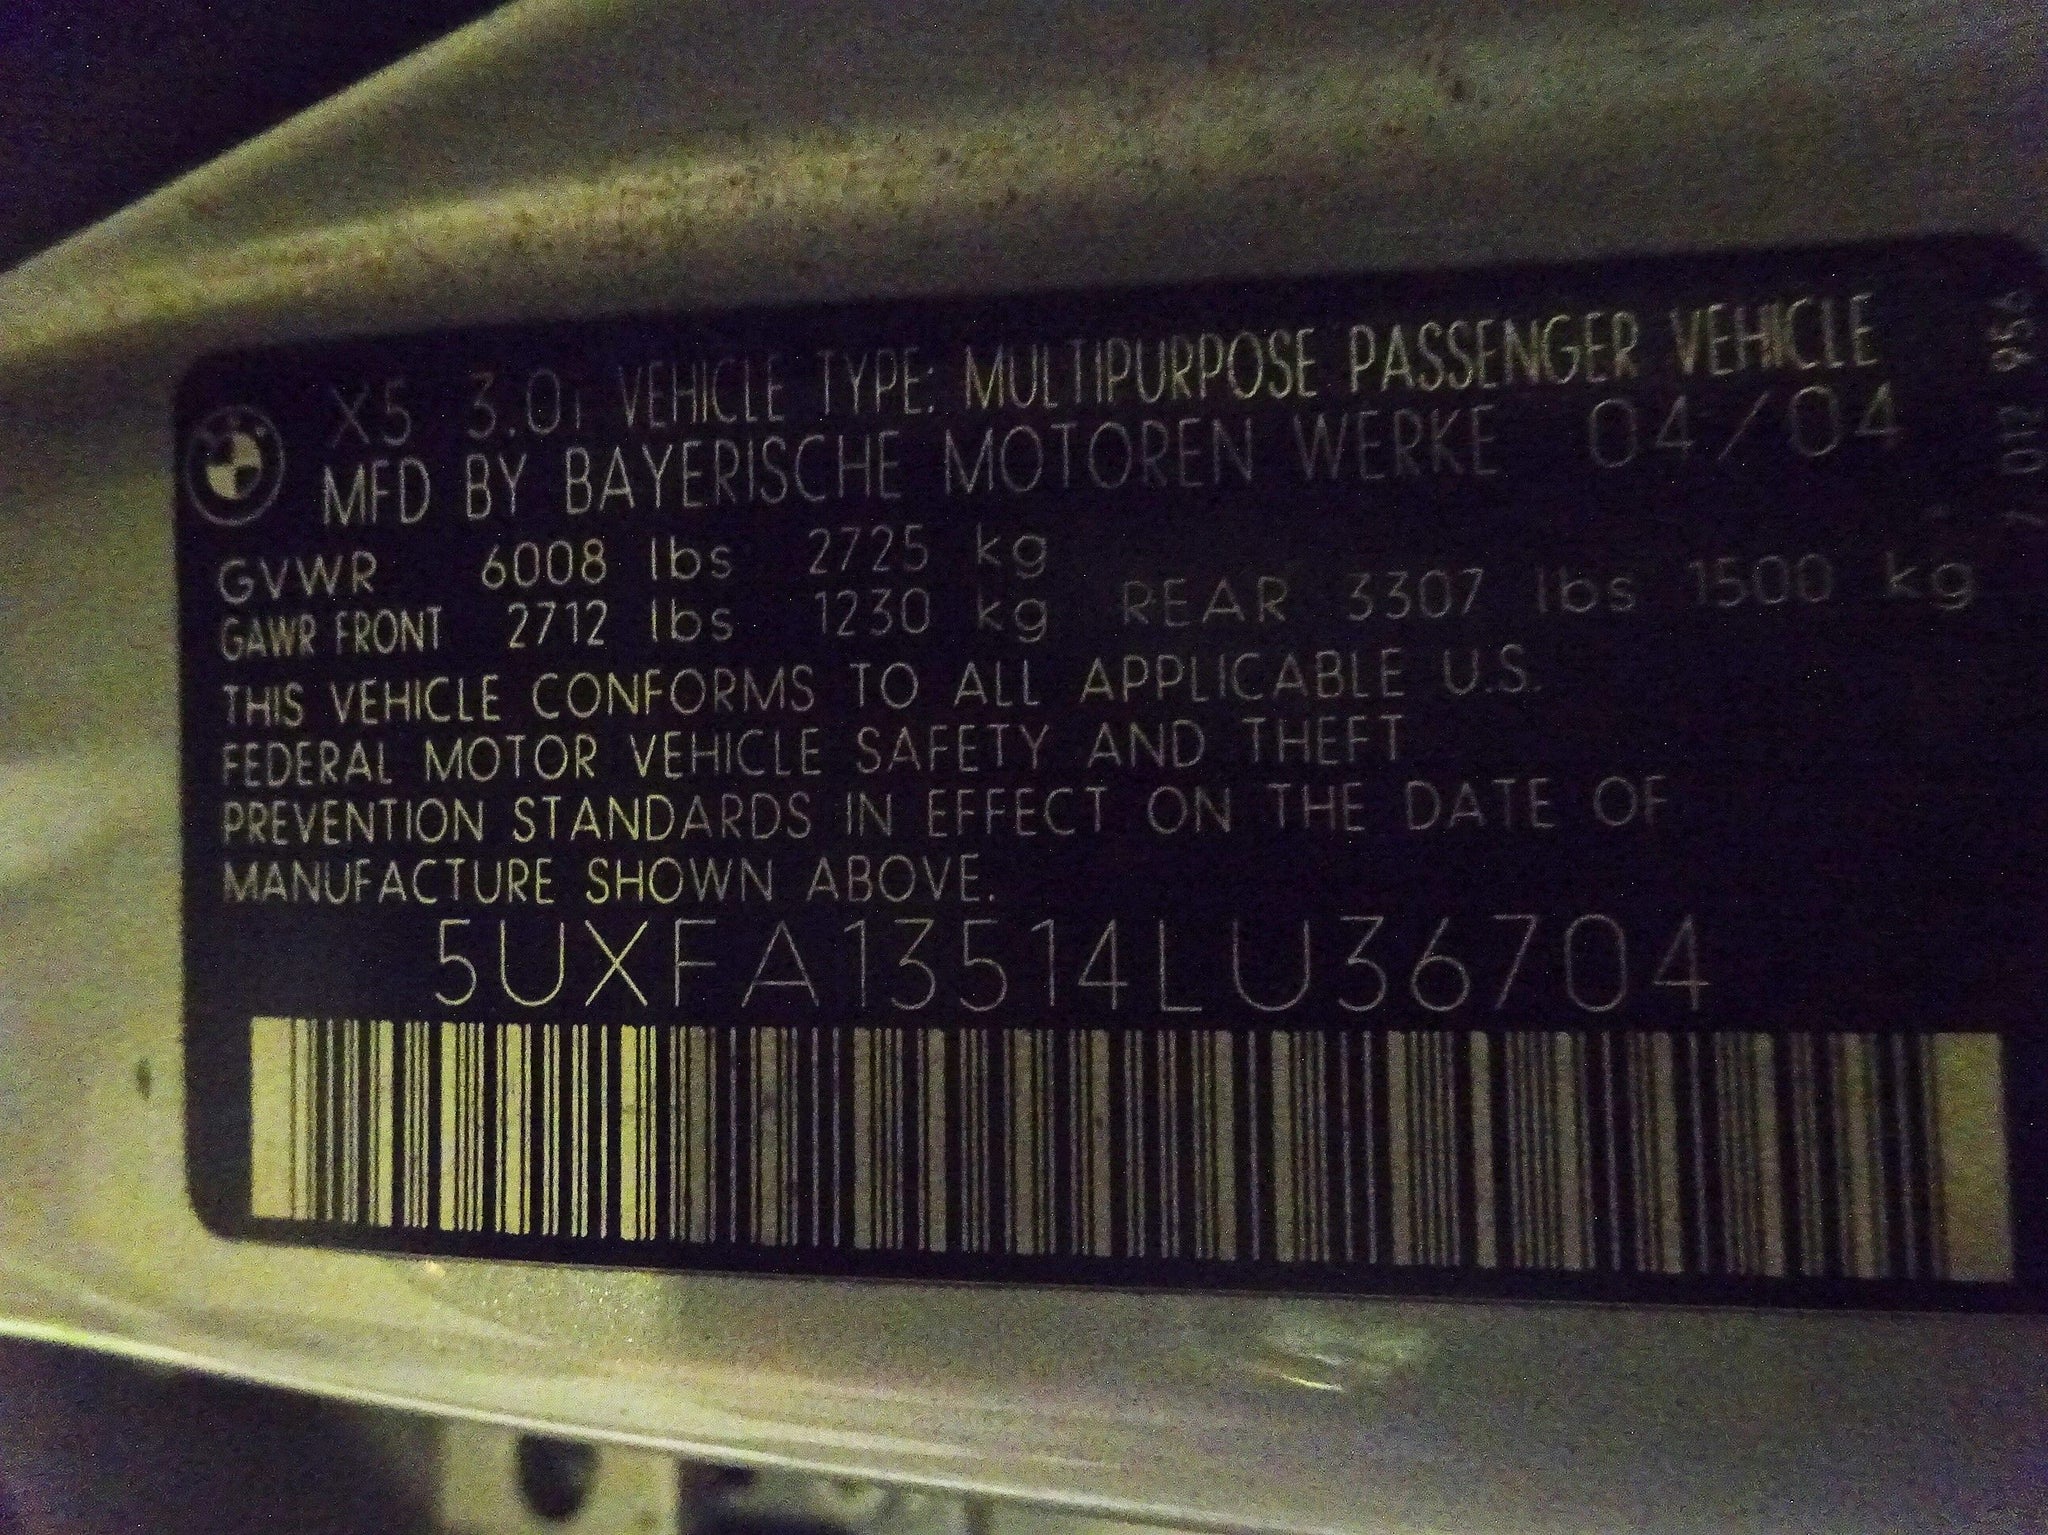 X5 3.0i VEHICLE TYPE: MULTIPURPOSE PASSENGER VEHICLE
MFD BY BAYERISCHE MOTOREN WERKE 04/04
GVWR 6008 lbs 2725 kg
GAWR FRONT 2712 lbs 1230 kg REAR 3307 lbs 1500 kg
THIS VEHICLE CONFORMS TO ALL APPLICABLE U.S.
FEDERAL MOTOR VEHICLE SAFETY AND THEFT
PREVENTION STANDARDS IN EFFECT ON THE DATE OF
MANUFACTURE SHOWN ABOVE.
5UXFA13514LU36704